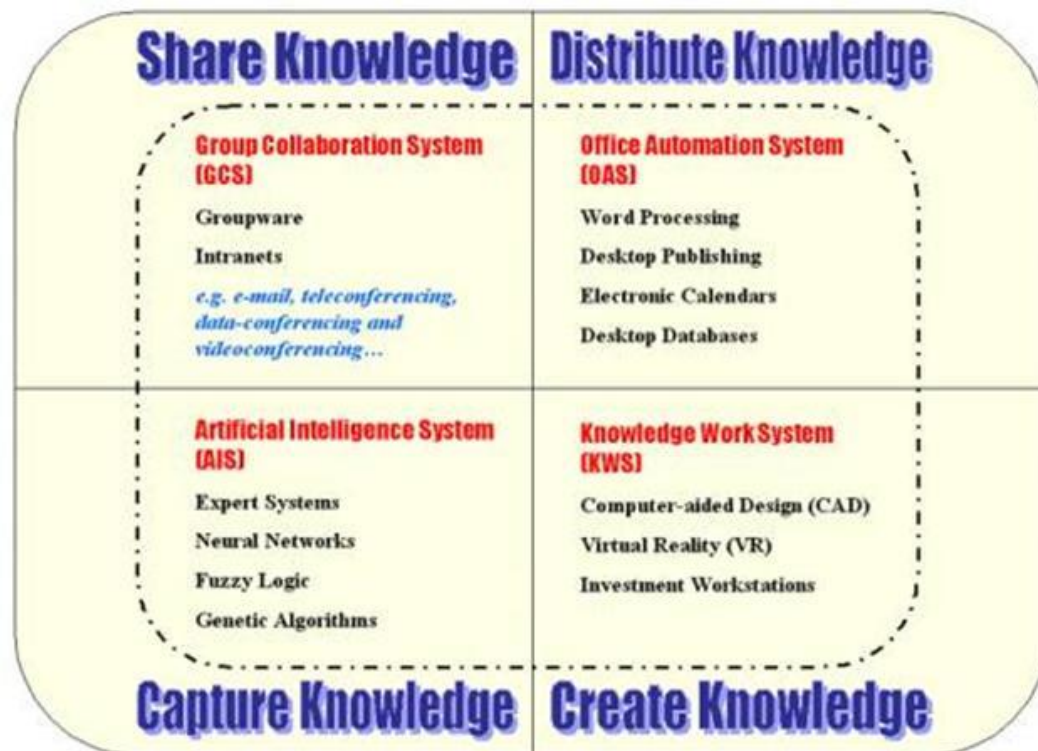 Share Knowledge
Distribute Knowledge
Group Collaboration System
(GCS)
Groupware
Intranets
e.g. e-mail, teleconferencing,
data-conferencing and
videoconferencing…
Office Automation System
(OAS)
Word Processing
Desktop Publishing
Electronic Calendars
Desktop Databases
Artificial Intelligence System
(AIS)
Expert Systems
Neural Networks
Fuzzy Logic
Genetic Algorithms
Knowledge Work System
(KWS)
Computer-aided Design (CAD)
Virtual Reality (VR)
Investment Workstations
Capture Knowledge
Create Knowledge